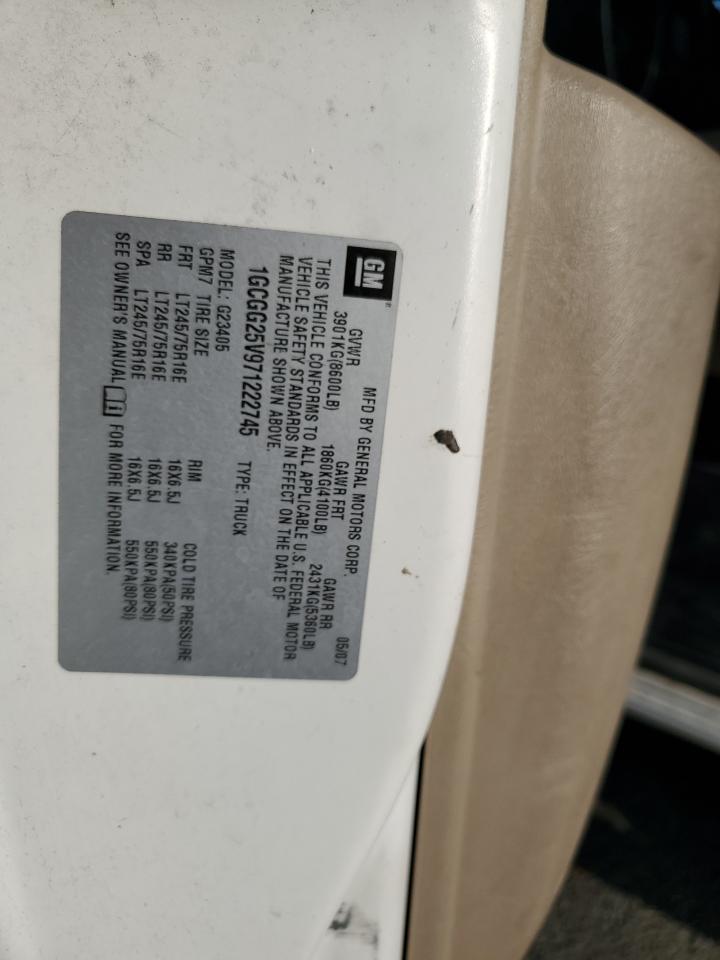 GM MFD BY GENERAL MOTORS CORP. 05/07
GVWR GAWR FRT GAWR RR
3901KG(8600LB) 1860KG(4100LB) 2431KG(5360LB)
THIS VEHICLE CONFORMS TO ALL APPLICABLE U.S. FEDERAL MOTOR
VEHICLE SAFETY STANDARDS IN EFFECT ON THE DATE OF
MANUFACTURE SHOWN ABOVE.
1GCGG25V971222745 TYPE: TRUCK
MODEL: G23405
GPM7 TIRE SIZE RIM COLD TIRE PRESSURE
FRT LT245/75R16E 16X6.5J 340KPA(50PSI)
RR LT245/75R16E 16X6.5J 550KPA(80PSI)
SPA LT245/75R16E 16X6.5J 550KPA(80PSI)
SEE OWNER'S MANUAL FOR MORE INFORMATION.